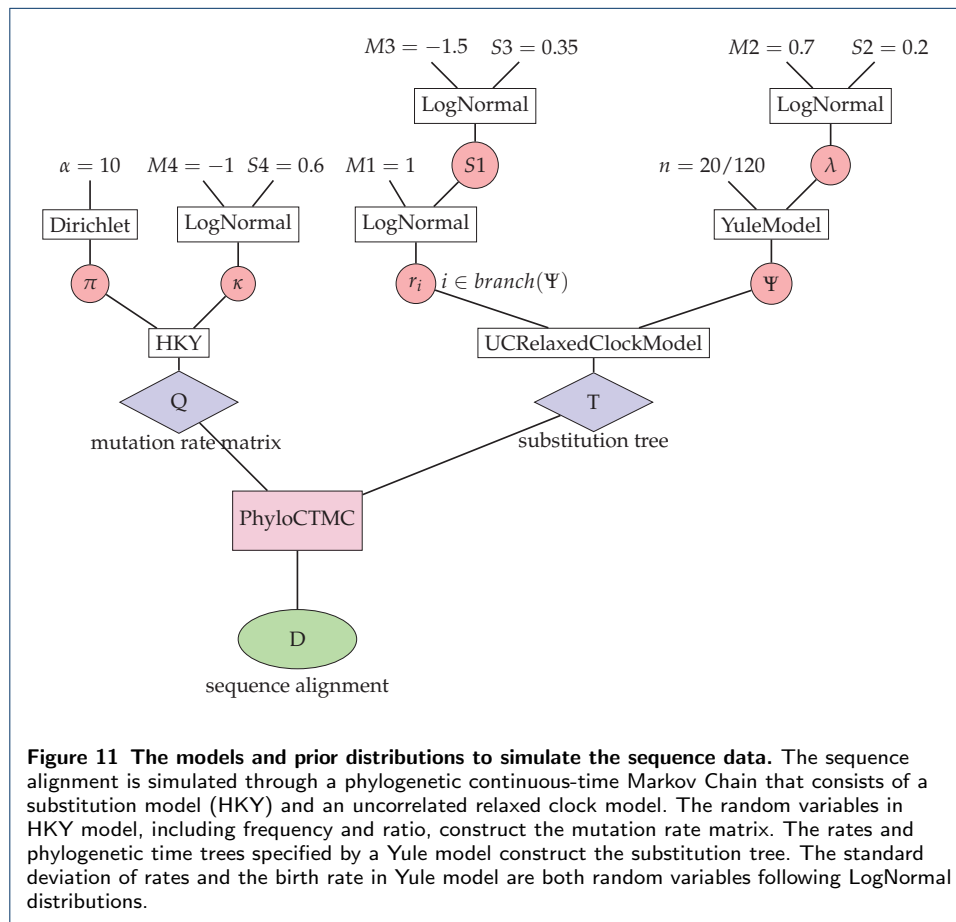 M3 = −1.5 S3 = 0.35 M2 = 0.7 S2 = 0.2
LogNormal LogNormal
α = 10 M4 = −1 S4 = 0.6 M1 = 1 S1 n = 20/120 λ
Dirichlet LogNormal LogNormal YuleModel
π κ r_i i ∈ branch(Ψ) Ψ
HKY UCRelaxedClockModel
Q T
mutation rate matrix substitution tree
PhyloCTMC
D
sequence alignment
Figure 11 The models and prior distributions to simulate the sequence data. The sequence
alignment is simulated through a phylogenetic continuous-time Markov Chain that consists of a
substitution model (HKY) and an uncorrelated relaxed clock model. The random variables in
HKY model, including frequency and ratio, construct the mutation rate matrix. The rates and
phylogenetic time trees specified by a Yule model construct the substitution tree. The standard
deviation of rates and the birth rate in Yule model are both random variables following LogNormal
distributions.